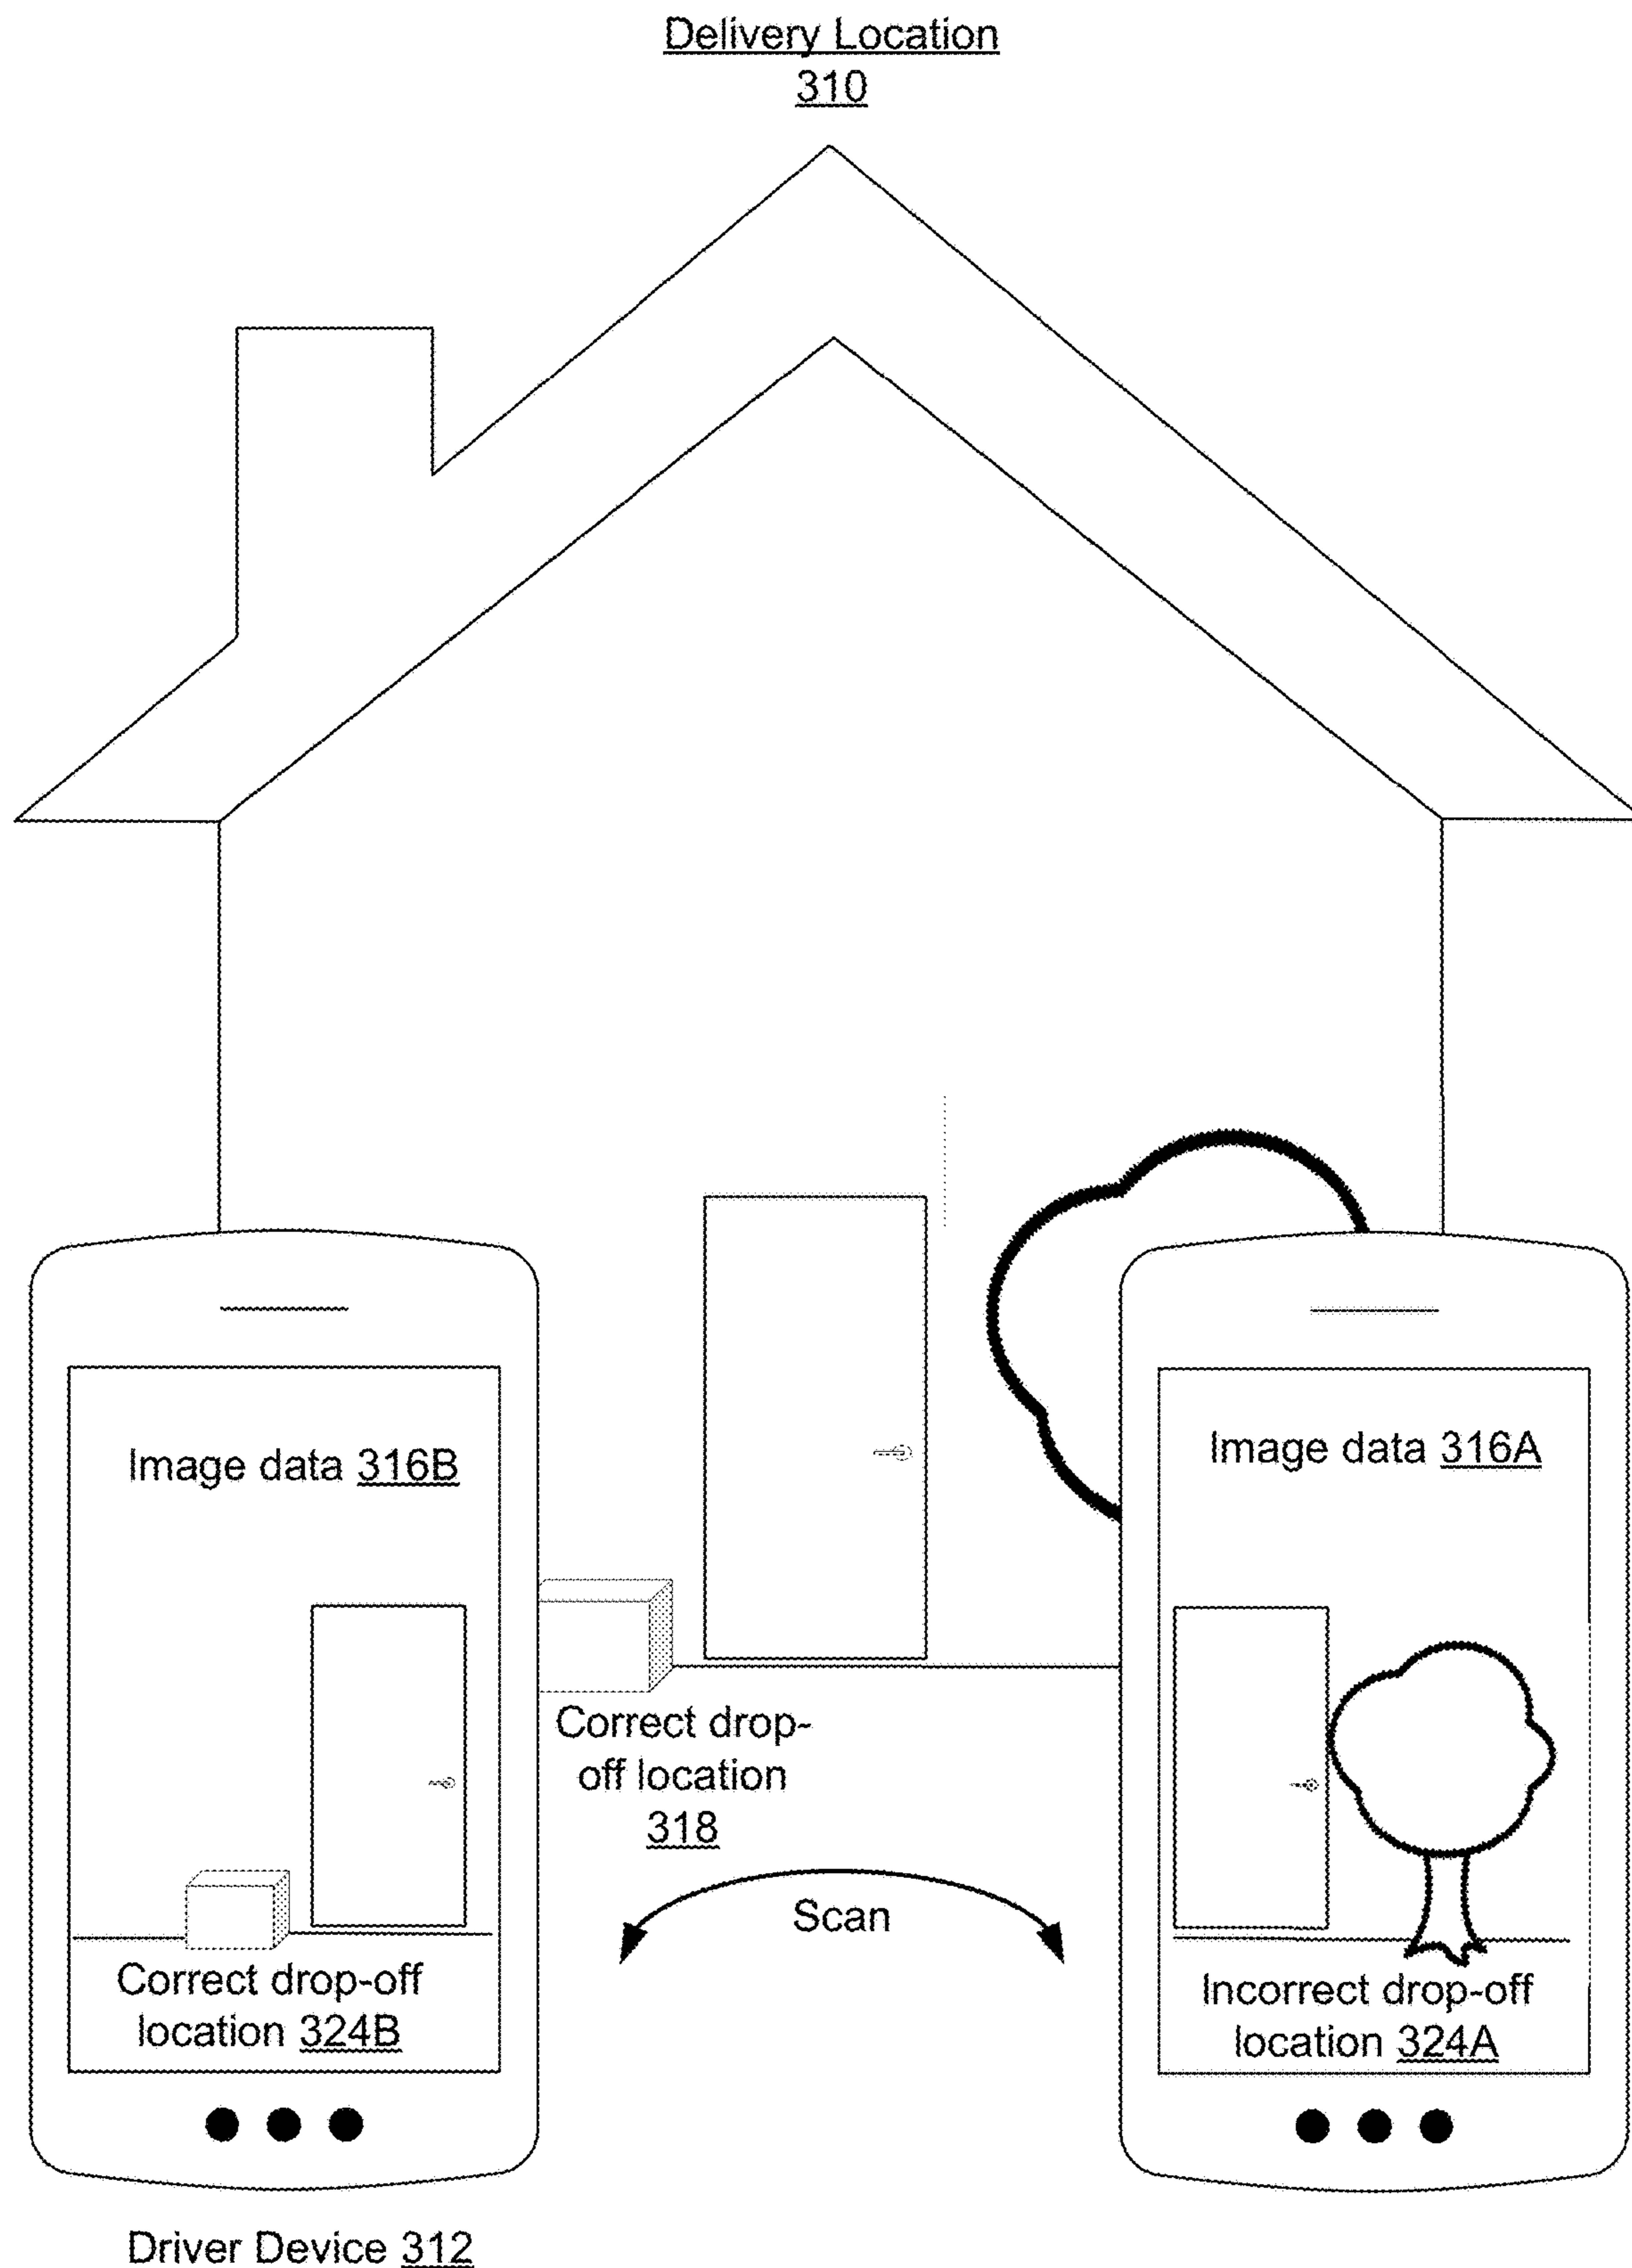 Delivery Location
310
Image data 316B
Image data 316A
Correct drop-
off location
318
Scan
Correct drop-off
location 324B
Incorrect drop-off
location 324A
Driver Device 312